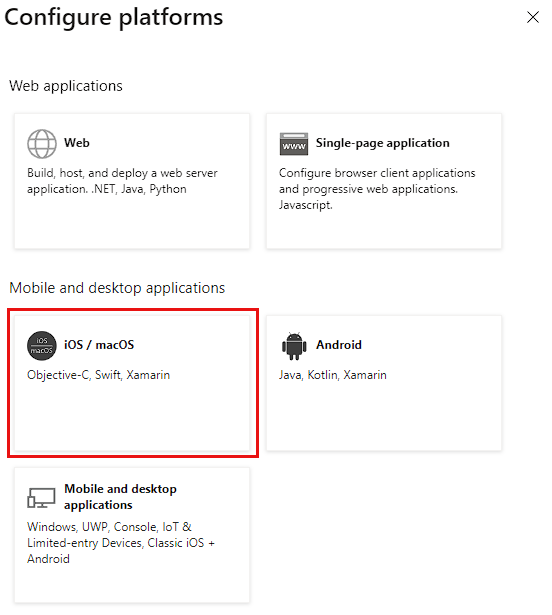 Configure platforms
Web applications
Web
Build, host, and deploy a web server
application. .NET, Java, Python
www
Single-page application
Configure browser client applications
and progressive web applications.
Javascript.
Mobile and desktop applications
iOS
macOS
iOS / macOS
Objective-C, Swift, Xamarin
Android
Java, Kotlin, Xamarin
Mobile and desktop
applications
Windows, UWP, Console, IoT &
Limited-entry Devices, Classic iOS +
Android